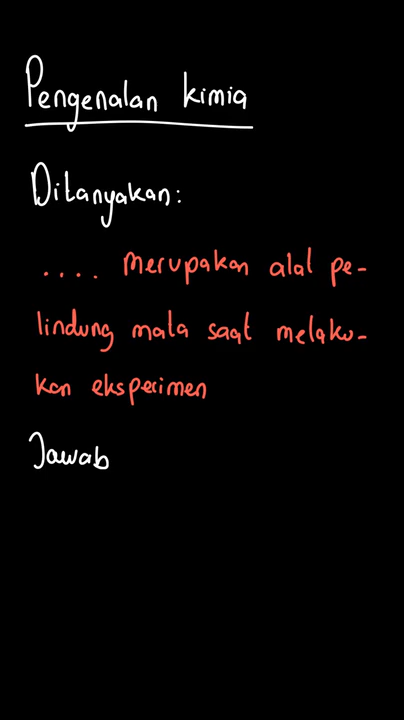 Pengenalan kimia
Ditanyakan:
.... merupakan alat pe-
lindung mata saat melaku-
kan eksperimen
Jawab